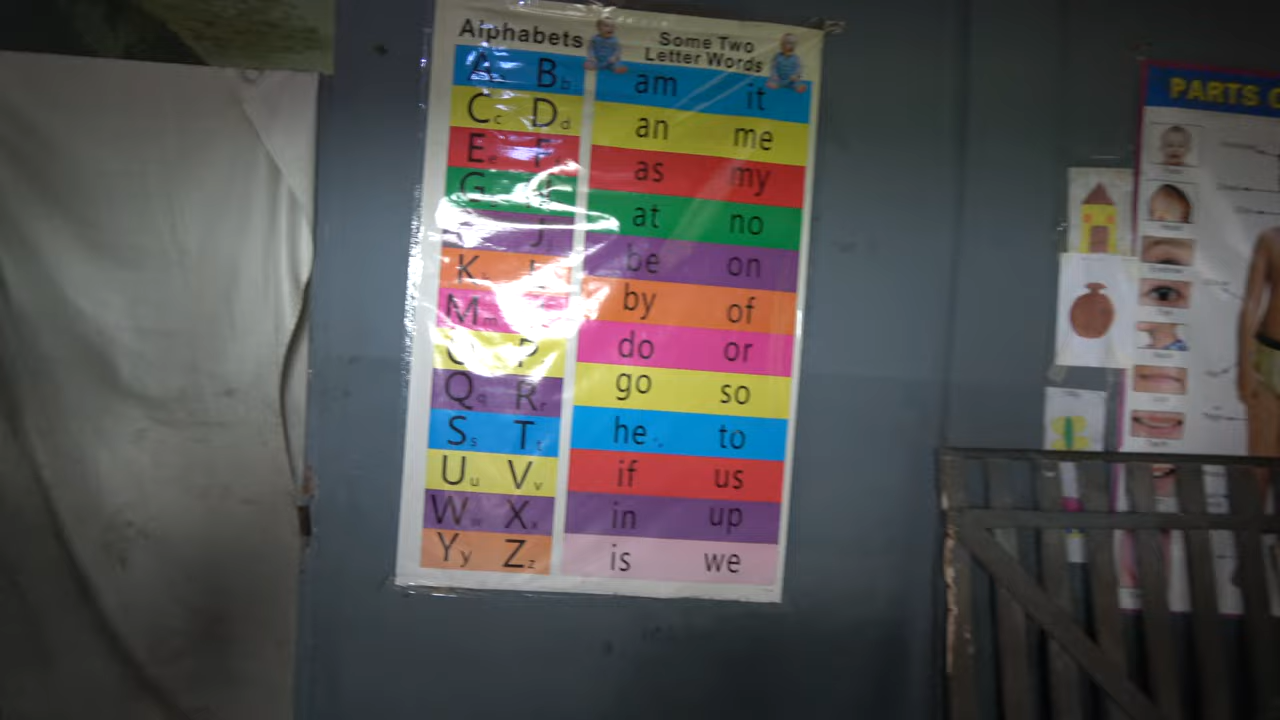 Alphabets
Some Two
Letter Words
A B b
C c D d
E e F
G
J
K
M m
O P
Q q R r
S s T t
U u V v
W w X x
Y y Z z
am it
an me
as my
at no
be on
by of
do or
go so
he to
if us
in up
is we
PARTS